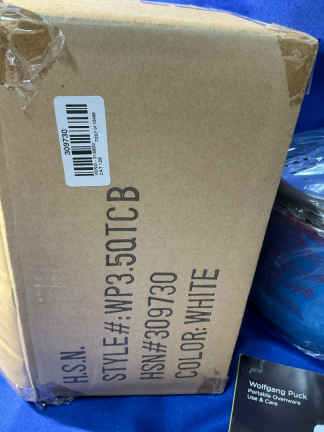 309730
H.S.N.
STYLE#: WP3.5QTCB
HSN#309730
COLOR: WHITE
Wolfgang Puck
Portable Ovenware
Use & Care